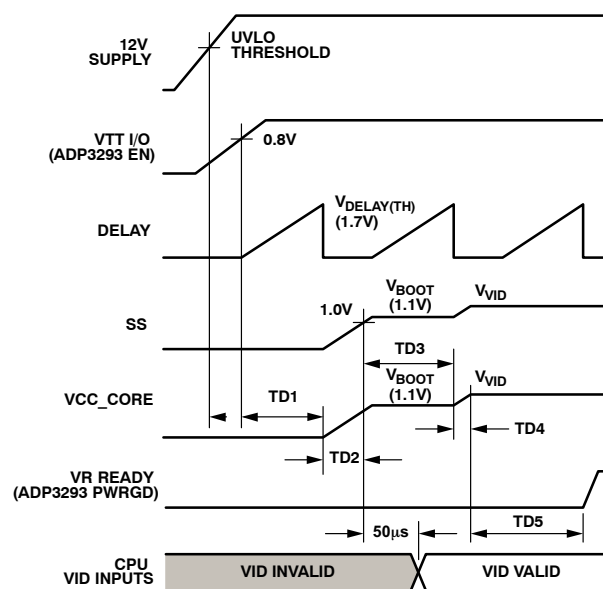 12V
SUPPLY
UVLO
THRESHOLD
VTT I/O
(ADP3293 EN)
0.8V
DELAY
VDELAY(TH)
(1.7V)
SS
1.0V
VBOOT
(1.1V)
VVID
TD3
VCC_CORE
TD1
VBOOT
(1.1V)
VVID
TD2
TD4
VR READY
(ADP3293 PWRGD)
50μs
TD5
CPU
VID INPUTS
VID INVALID
VID VALID